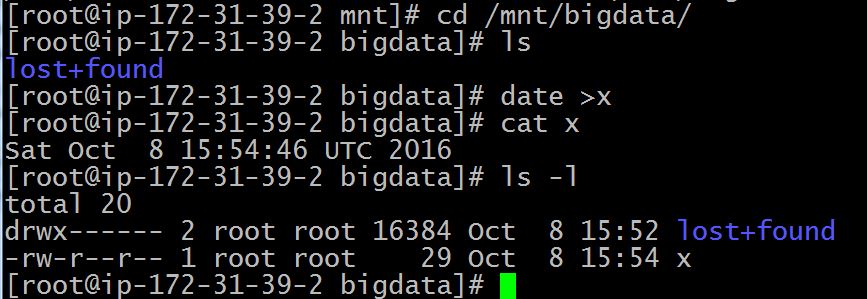 [root@ip-172-31-39-2 mnt]# cd /mnt/bigdata/
[root@ip-172-31-39-2 bigdata]# ls
lost+found
[root@ip-172-31-39-2 bigdata]# date >x
[root@ip-172-31-39-2 bigdata]# cat x
Sat Oct  8 15:54:46 UTC 2016
[root@ip-172-31-39-2 bigdata]# ls -l
total 20
drwx------ 2 root root 16384 Oct  8 15:52 lost+found
-rw-r--r-- 1 root root    29 Oct  8 15:54 x
[root@ip-172-31-39-2 bigdata]#